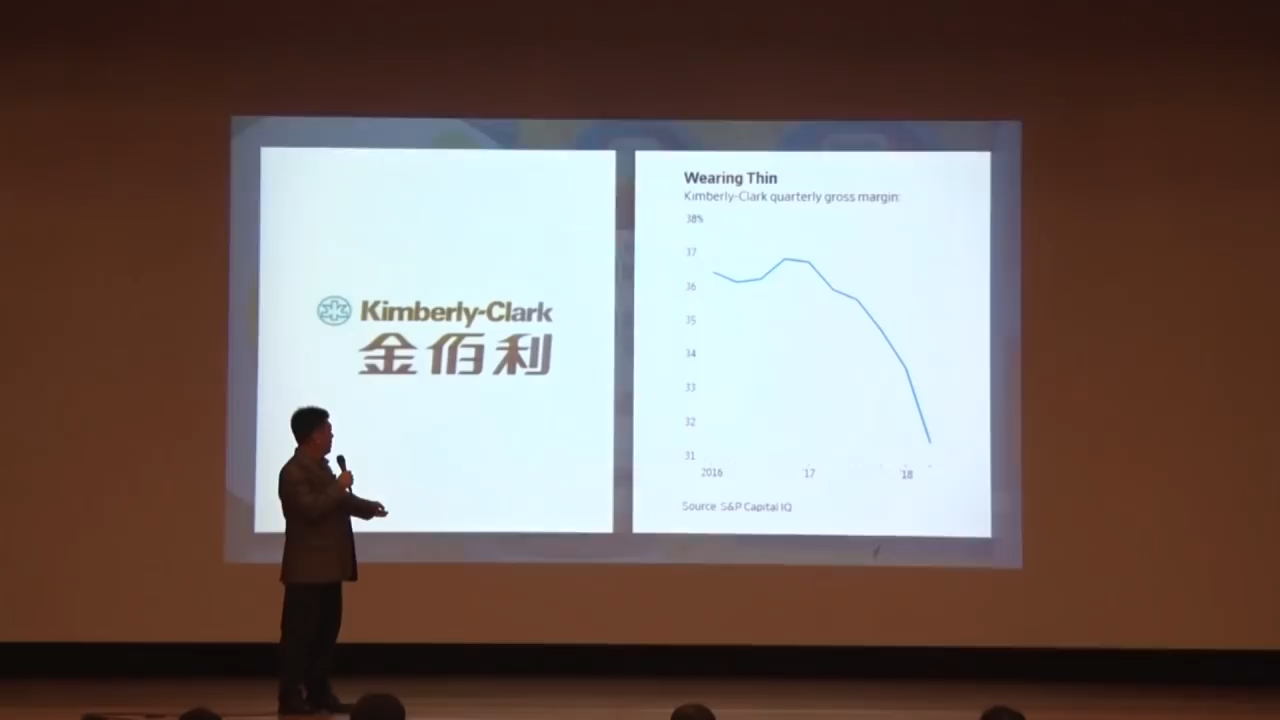 Kimberly-Clark
金佰利
Wearing Thin
Kimberly-Clark quarterly gross margin:
38%
37
36
35
34
33
32
31
2016
'17
'18
Source: S&P Capital IQ